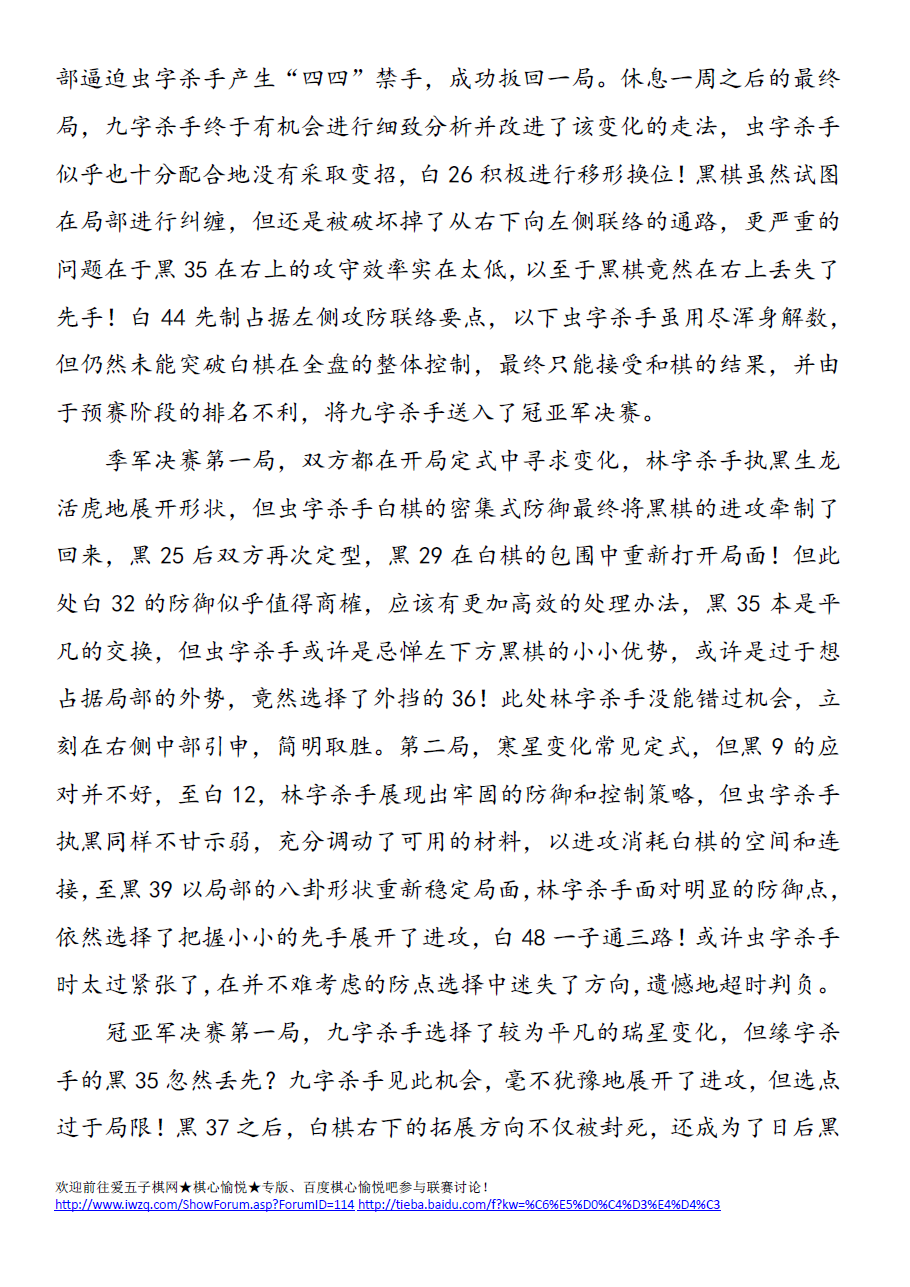 部逼迫虫字杀手产生“四四”禁手，成功扳回一局。休息一周之后的最终
局，九字杀手终于有机会进行细致分析并改进了该变化的走法，虫字杀手
似乎也十分配合地没有采取变招，白 26 积极进行移形换位！黑棋虽然试图
在局部进行纠缠，但还是被破坏掉了从右下向左侧联络的通路，更严重的
问题在于黑 35 在右上的攻守效率实在太低，以至于黑棋竟然在右上丢失了
先手！白 44 先制占据左侧攻防联络要点，以下虫字杀手虽用尽浑身解数，
但仍然未能突破白棋在全盘的整体控制，最终只能接受和棋的结果，并由
于预赛阶段的排名不利，将九字杀手送入了冠亚军决赛。
季军决赛第一局，双方都在开局定式中寻求变化，林字杀手执黑生龙
活虎地展开形状，但虫字杀手白棋的密集式防御最终将黑棋的进攻牵制了
回来，黑 25 后双方再次定型，黑 29 在白棋的包围中重新打开局面！但此
处白 32 的防御似乎值得商榷，应该有更加高效的处理办法，黑 35 本是平
凡的交换，但虫字杀手或许是忌惮左下方黑棋的小小优势，或许是过于想
占据局部的外势，竟然选择了外挡的 36！此处林字杀手没能错过机会，立
刻在右侧中部引申，简明取胜。第二局，寒星变化常见定式，但黑 9 的应
对并不好，至白 12，林字杀手展现出牢固的防御和控制策略，但虫字杀手
执黑同样不甘示弱，充分调动了可用的材料，以进攻消耗白棋的空间和连
接，至黑 39 以局部的八卦形状重新稳定局面，林字杀手面对明显的防御点，
依然选择了把握小小的先手展开了进攻，白 48 一子通三路！或许虫字杀手
时太过紧张了，在并不难考虑的防点选择中迷失了方向，遗憾地超时判负。
冠亚军决赛第一局，九字杀手选择了较为平凡的瑞星变化，但缘字杀
手的黑 35 忽然丢先？九字杀手见此机会，毫不犹豫地展开了进攻，但选点
过于局限！黑 37 之后，白棋右下的拓展方向不仅被封死，还成为了日后黑
欢迎前往爱五子棋网★棋心愉悦★专版、百度棋心愉悦吧参与联赛讨论！
http://www.iwzq.com/ShowForum.asp?ForumID=114 http://tieba.baidu.com/f?kw=%C6%E5%D0%C4%D3%E4%D4%C3